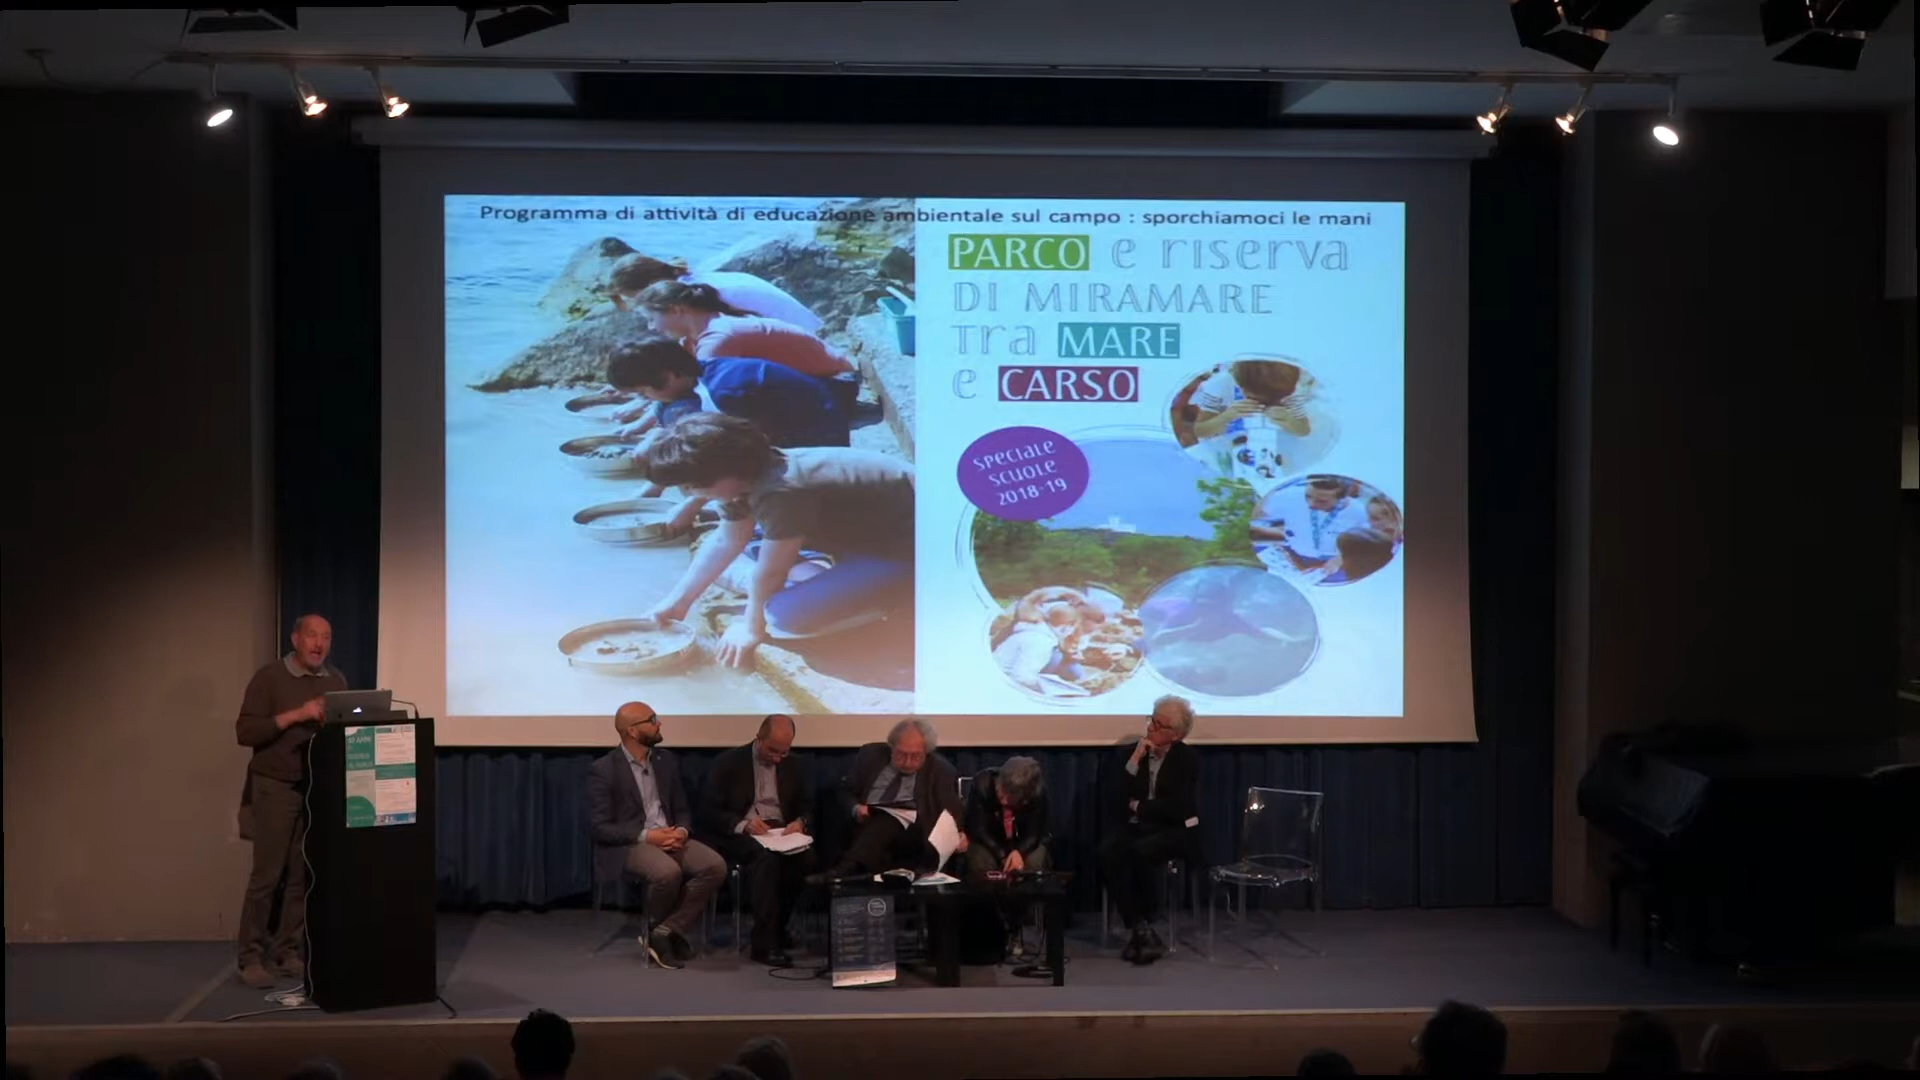 Programma di attività di educazione ambientale sul campo : sporchiamoci le mani
PARCO e riserva
DI MIRAMARE
Tra MARE
e CARSO
SPECIALE
SCUOLE
2018-19